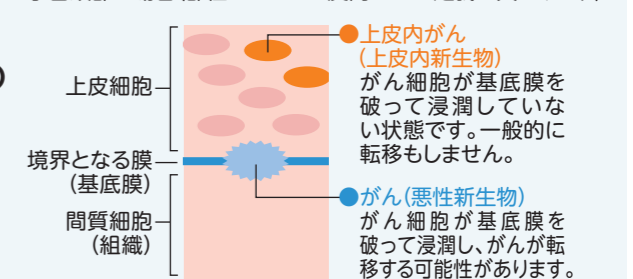 上皮細胞
境界となる膜
(基底膜)
間質細胞
(組織)
●上皮内がん
(上皮内新生物)
がん細胞が基底膜を
破って浸潤していな
い状態です。一般的に
転移もしません。
●がん(悪性新生物)
がん細胞が基底膜を
破って浸潤し、がんが転
移する可能性があります。